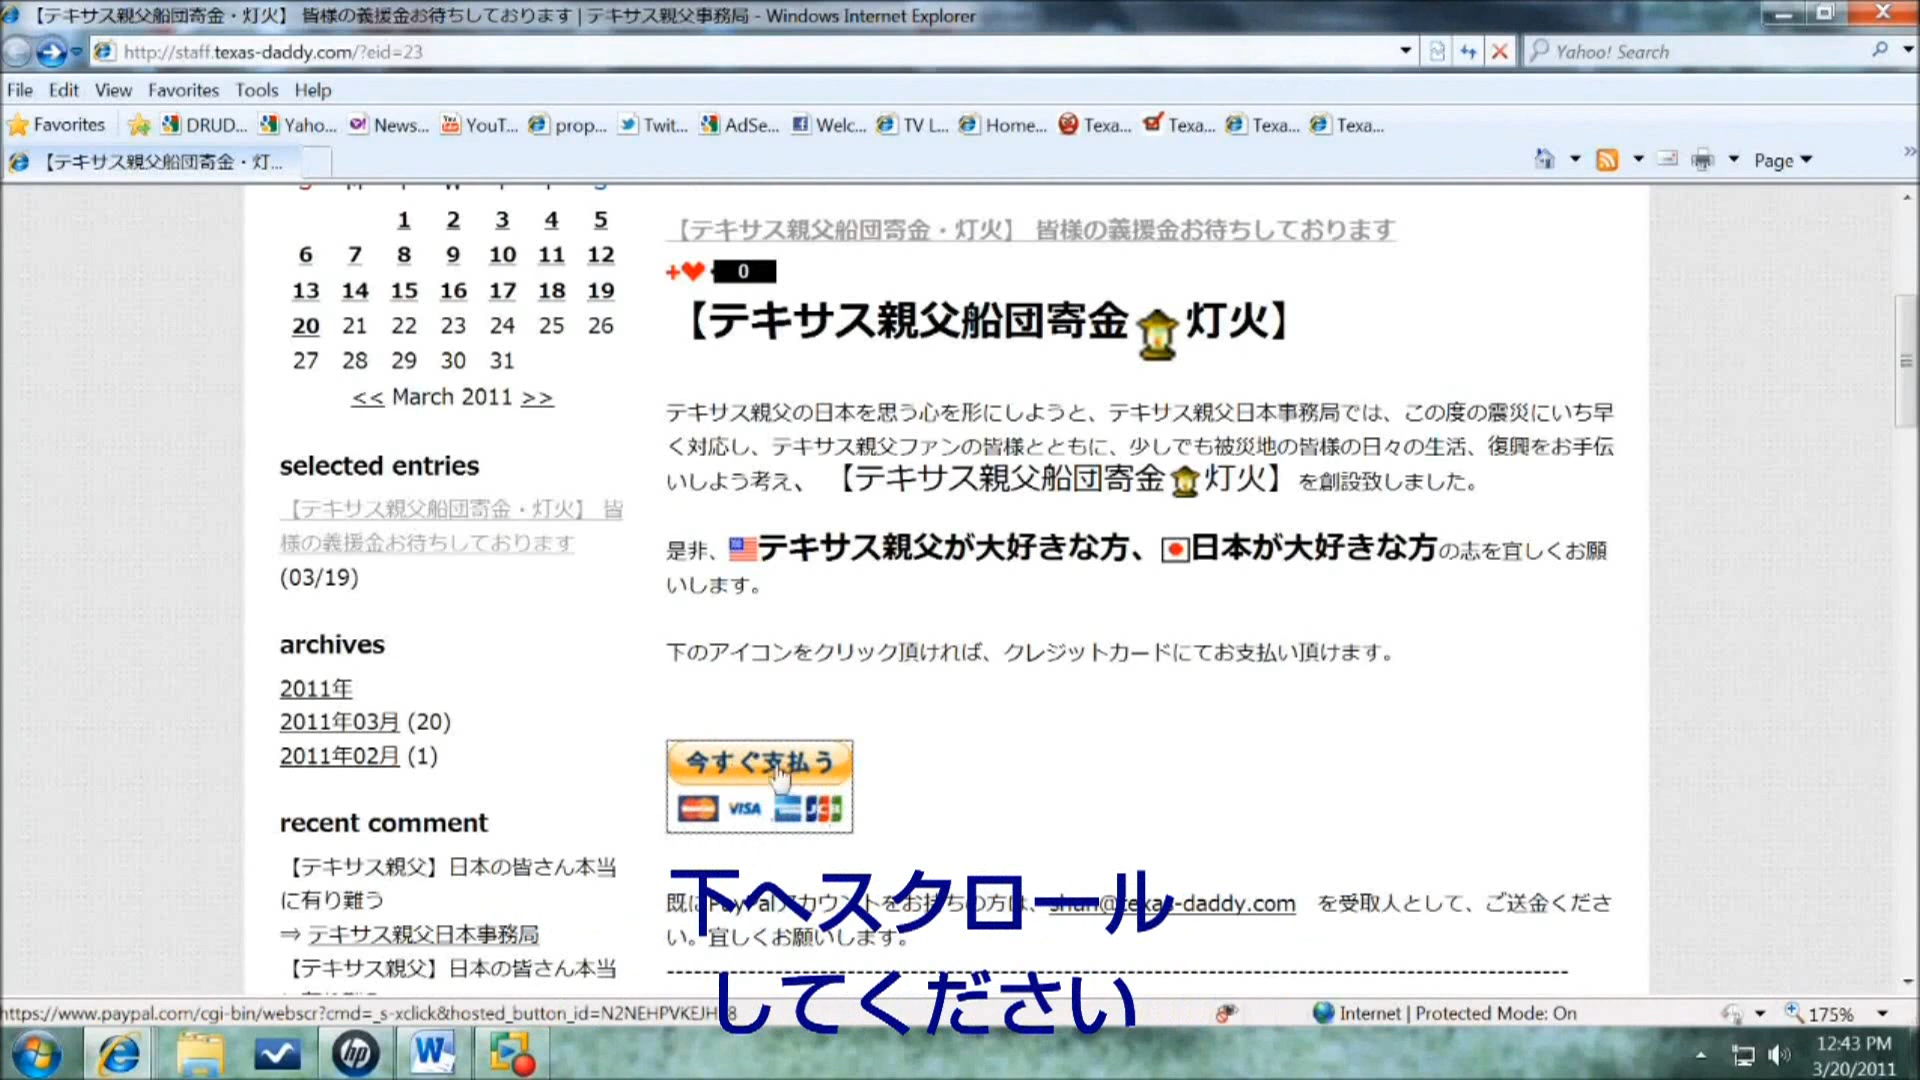 【テキサス親父船団寄金・灯火】 皆様の義援金お待ちしております | テキサス親父事務局 - Windows Internet Explorer
http://staff.texas-daddy.com/?eid=23
Yahoo! Search
File Edit View Favorites Tools Help
Favorites DRUD... Yaho... News... YouT... prop... Twit... AdSe... Welc... TV L... Home... Texa... Texa... Texa... Texa...
【テキサス親父船団寄金・灯...
Page
1 2 3 4 5
6 7 8 9 10 11 12
13 14 15 16 17 18 19
20 21 22 23 24 25 26
27 28 29 30 31
<< March 2011 >>
selected entries
【テキサス親父船団寄金・灯火】 皆
様の義援金お待ちしております
(03/19)
archives
2011年
2011年03月 (20)
2011年02月 (1)
recent comment
【テキサス親父】日本の皆さん本当
に有り難う
⇒ テキサス親父日本事務局
【テキサス親父】日本の皆さん本当
【テキサス親父船団寄金・灯火】 皆様の義援金お待ちしております
0
【テキサス親父船団寄金灯火】
テキサス親父の日本を思う心を形にしようと、テキサス親父日本事務局では、この度の震災にいち早
く対応し、テキサス親父ファンの皆様とともに、少しでも被災地の皆様の日々の生活、復興をお手伝
いしよう考え、 【テキサス親父船団寄金灯火】 を創設致しました。
是非、テキサス親父が大好きな方、日本が大好きな方の志を宜しくお願
いします。
下のアイコンをクリック頂ければ、クレジットカードにてお支払い頂けます。
今すぐ支払う
VISA JCB
既にPayPalアカウントをお持ちの方は、 shun@texas-daddy.com を受取人として、ご送金くださ
い。宜しくお願いします。
下へスクロール
してください
https://www.paypal.com/cgi-bin/webscr?cmd=_s-xclick&hosted_button_id=N2NEHPVKEJH
Internet | Protected Mode: On
175%
hp
W
12:43 PM
3/20/2011